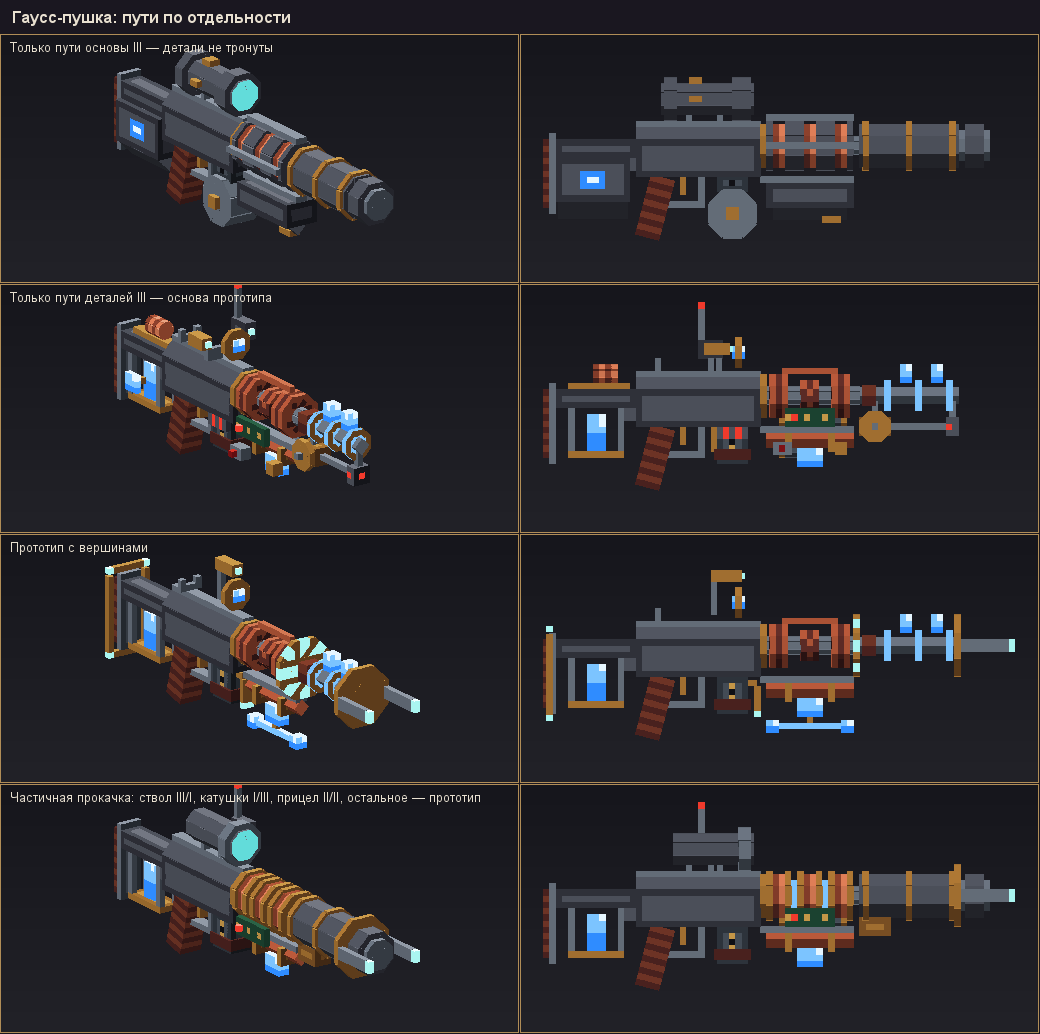 Гаусс-пушка: пути по отдельности
Только пути основы III — детали не тронуты
Только пути деталей III — основа прототипа
Прототип с вершинами
Частичная прокачка: ствол III/I, катушки I/III, прицел II/II, остальное — прототип